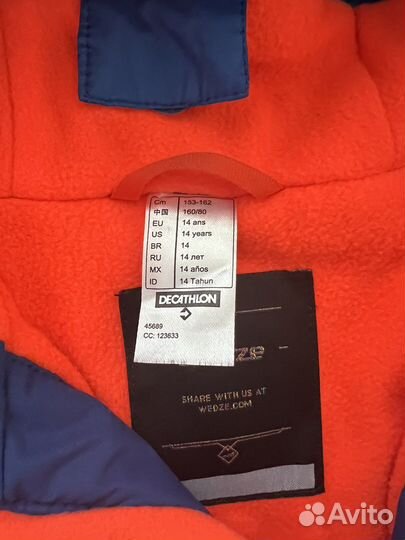 Cm 153-162
中国 160/80
EU 14 ans
US 14 years
BR 14
RU 14 лет
MX 14 años
ID 14 Tahun
DECATHLON
45689
CC: 123633
ze
SHARE WITH US AT
WEDZE.COM
Avito